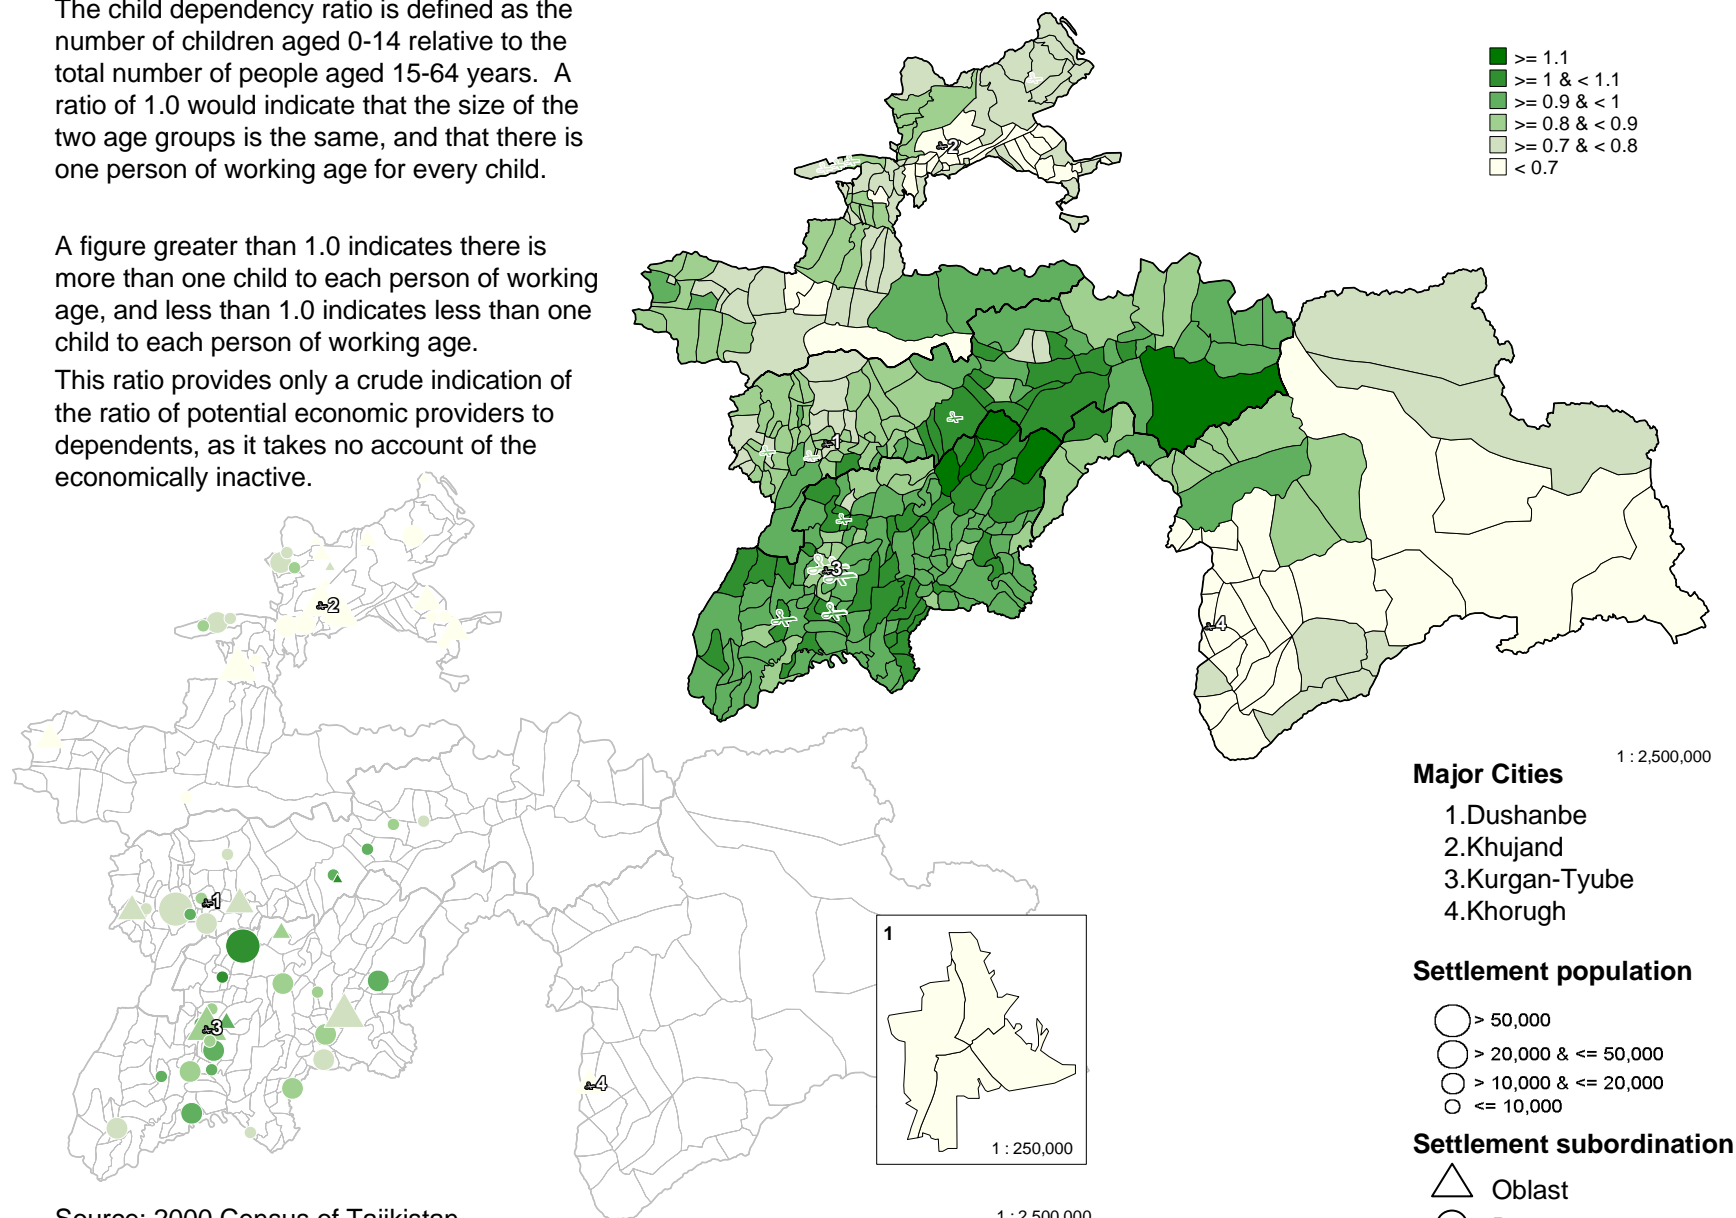 The child dependency ratio is defined as the
number of children aged 0-14 relative to the
total number of people aged 15-64 years.  A
ratio of 1.0 would indicate that the size of the
two age groups is the same, and that there is
one person of working age for every child.
A figure greater than 1.0 indicates there is
more than one child to each person of working
age, and less than 1.0 indicates less than one
child to each person of working age.
This ratio provides only a crude indication of
the ratio of potential economic providers to
dependents, as it takes no account of the
economically inactive.
>= 1.1
>= 1 & < 1.1
>= 0.9 & < 1
>= 0.8 & < 0.9
>= 0.7 & < 0.8
< 0.7
2
1
3
4
1 : 2,500,000
Major Cities
1.Dushanbe
2.Khujand
3.Kurgan-Tyube
4.Khorugh
Settlement population
> 50,000
> 20,000 & <= 50,000
> 10,000 & <= 20,000
<= 10,000
Settlement subordination
Oblast
2
1
3
4
1
1 : 250,000
Source: 2000 Census of Tajikistan
1 : 2,500,000